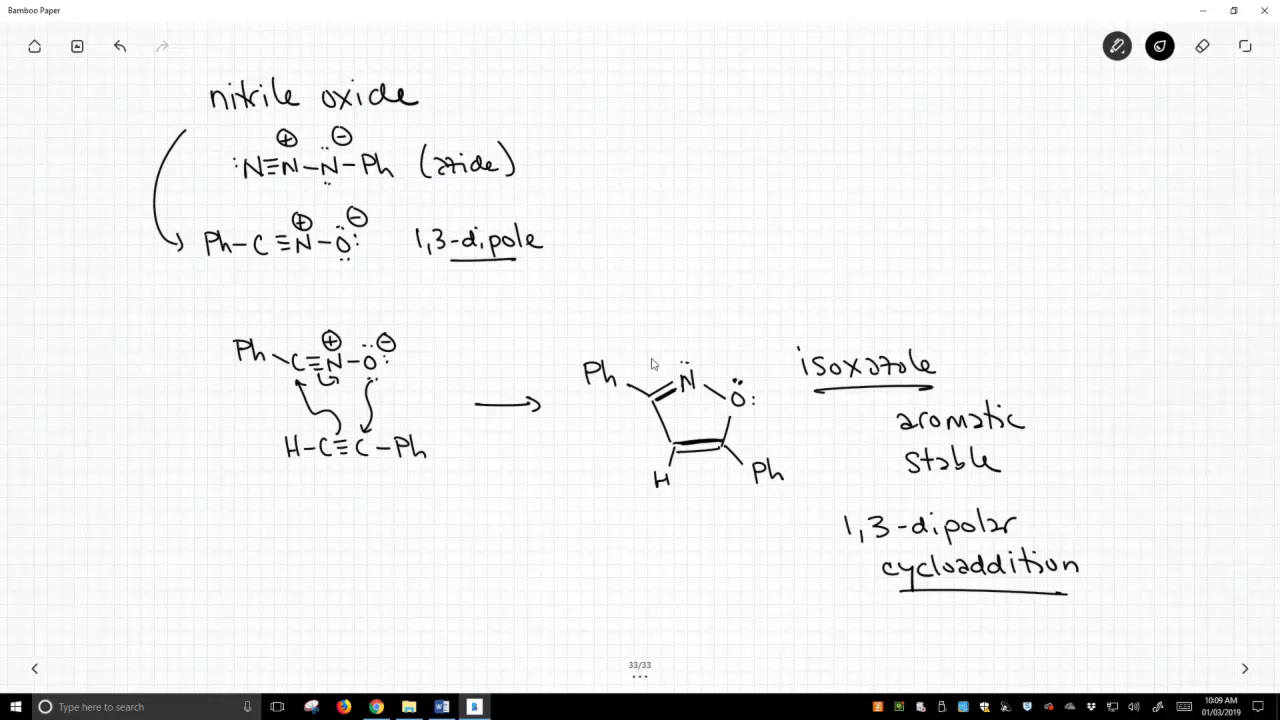 Bamboo Paper
nitrile oxide
:N≡N⊕–N̤̈⊖–Ph (azide)
Ph–C≡N⊕–Ö̤:⊖ 1,3-dipole
Ph–C≡N⊕–Ö̤:⊖
H–C≡C–Ph
Ph N̈ Ö̤:
H Ph
isoxazole
aromatic
stable
1,3-dipolar
cycloaddition
33/33
Type here to search
10:09 AM
01/03/2019